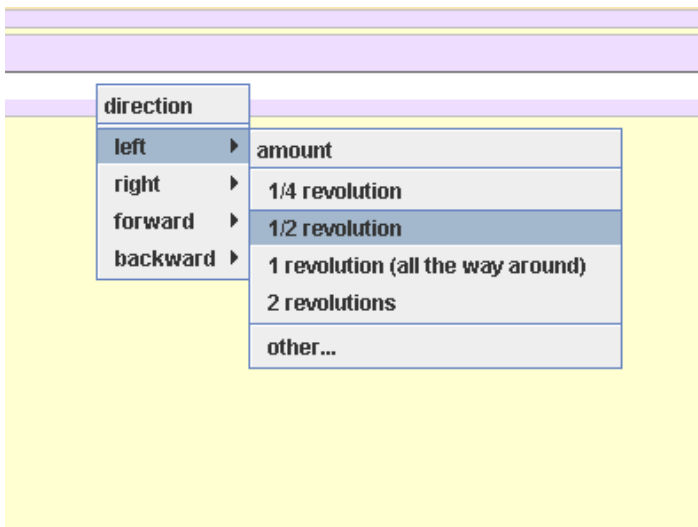 direction
left
right
forward
backward
amount
1/4 revolution
1/2 revolution
1 revolution (all the way around)
2 revolutions
other...